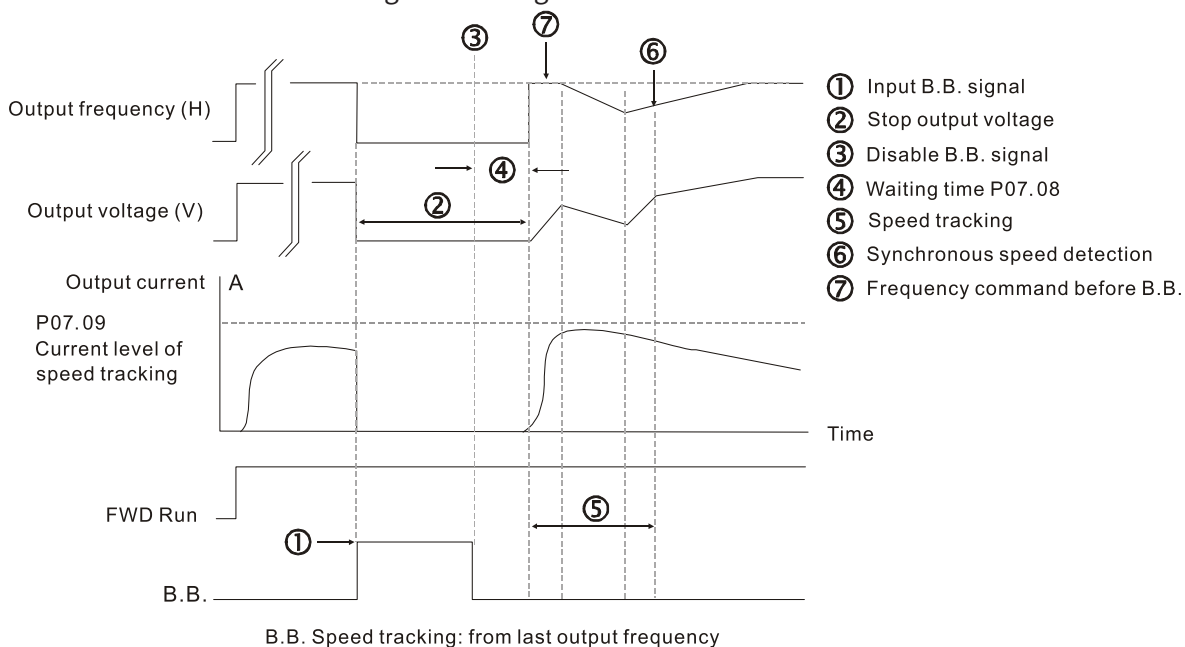 ⑦
③
⑥
Output frequency (H)
① Input B.B. signal
② Stop output voltage
③ Disable B.B. signal
④
④ Waiting time P07.08
Output voltage (V)
②
⑤ Speed tracking
⑥ Synchronous speed detection
Output current A
⑦ Frequency command before B.B.
P07.09
Current level of
speed tracking
Time
FWD Run
⑤
①
B.B.
B.B. Speed tracking: from last output frequency